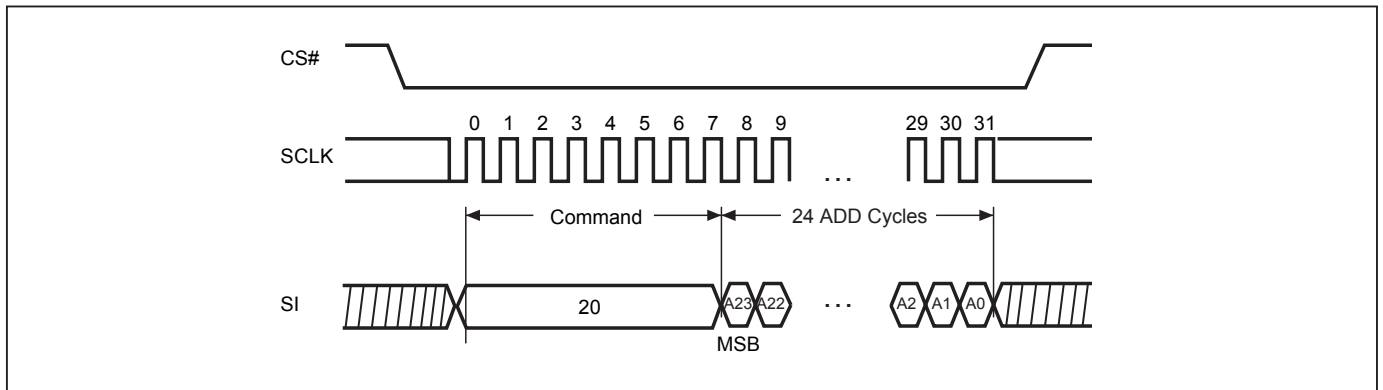 CS#
0 1 2 3 4 5 6 7 8 9 29 30 31
SCLK
...
Command 24 ADD Cycles
SI 20 A23 A22 ... A2 A1 A0
MSB